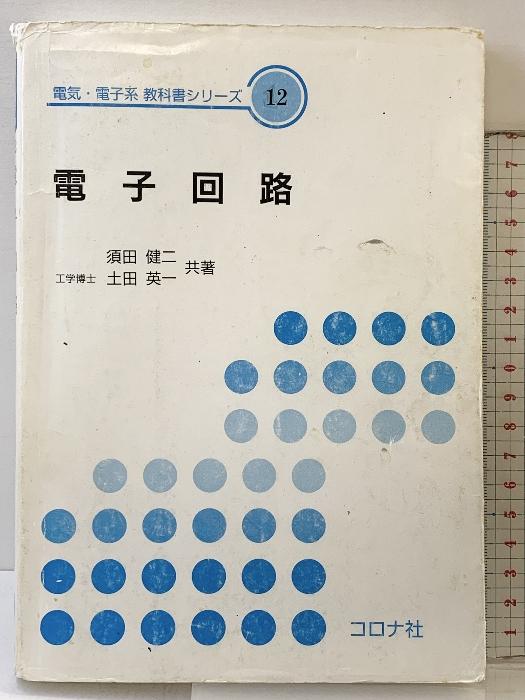 電気・電子系 教科書シリーズ 12
電子回路
須田 健二
工学博士 土田 英一 共著
コロナ社